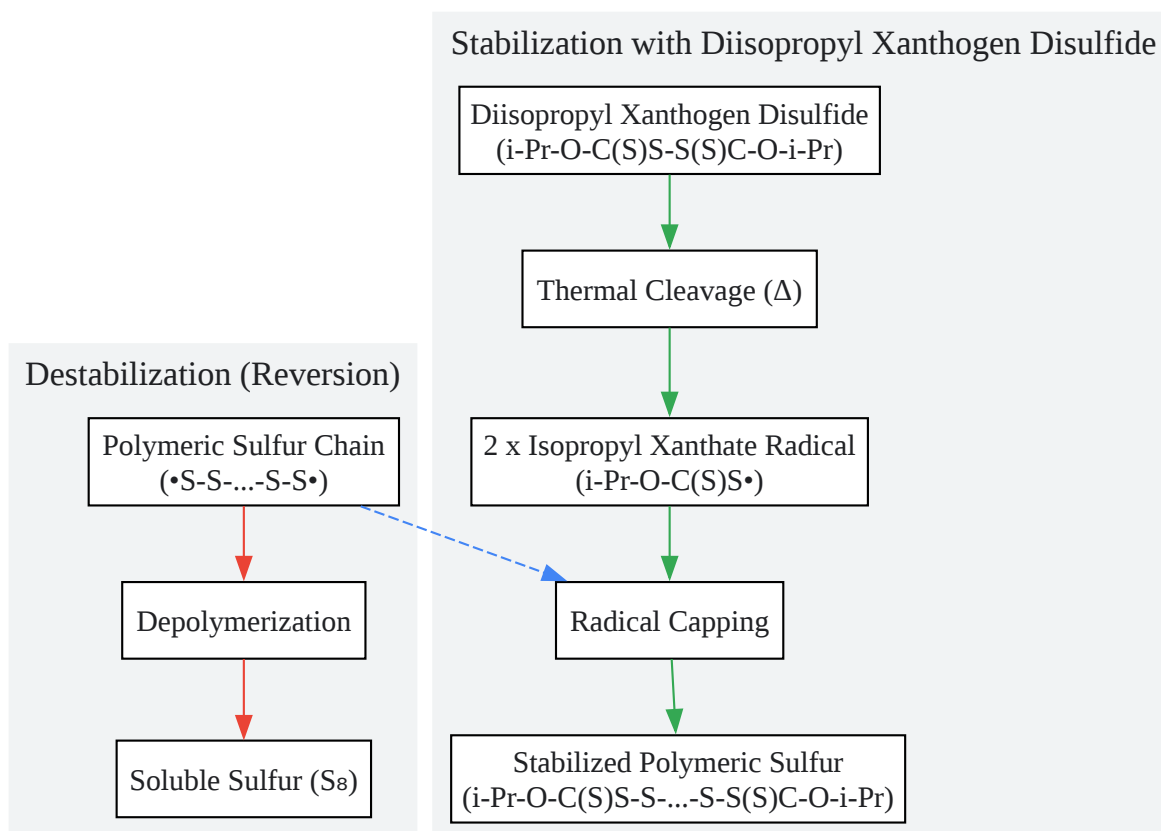 Stabilization with Diisopropyl Xanthogen Disulfide
Diisopropyl Xanthogen Disulfide
(i-Pr-O-C(S)S-S(S)C-O-i-Pr)
Thermal Cleavage (Δ)
2 x Isopropyl Xanthate Radical
(i-Pr-O-C(S)S•)
Radical Capping
Stabilized Polymeric Sulfur
(i-Pr-O-C(S)S-S-...-S-S(S)C-O-i-Pr)
Destabilization (Reversion)
Polymeric Sulfur Chain
(•S-S-...-S-S•)
Depolymerization
Soluble Sulfur (S₈)